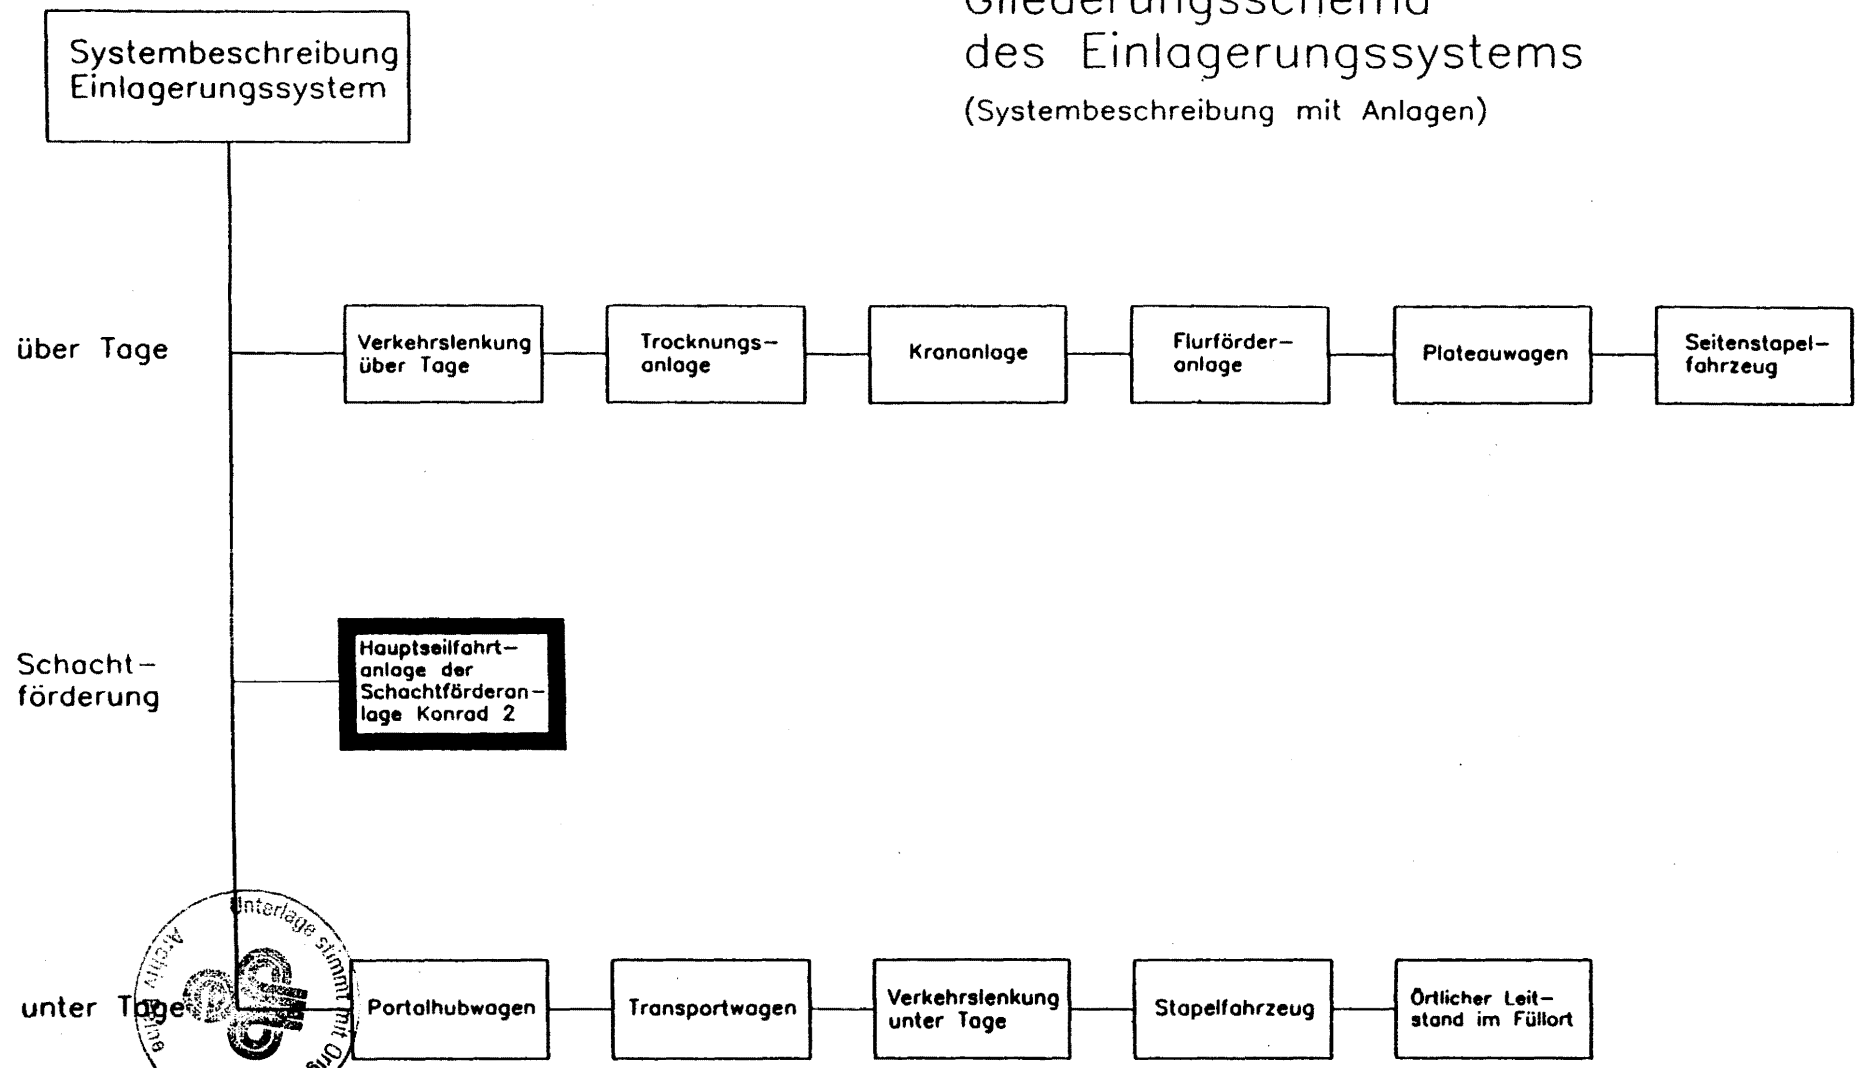 Gliederungsschema
des Einlagerungssystems
(Systembeschreibung mit Anlagen)
Systembeschreibung
Einlagerungssystem
über Tage
Verkehrslenkung
über Tage
Trocknungs-
anlage
Krananlage
Flurförder-
anlage
Plateauwagen
Seitenstapel-
fahrzeug
Schacht-
förderung
Hauptseilfahrt-
anlage der
Schachtförderan-
lage Konrad 2
unter Tage
Portalhubwagen
Transportwagen
Verkehrslenkung
unter Tage
Stapelfahrzeug
Örtlicher Leit-
stand im Füllort
Unterlage stimmt mit
Archiv